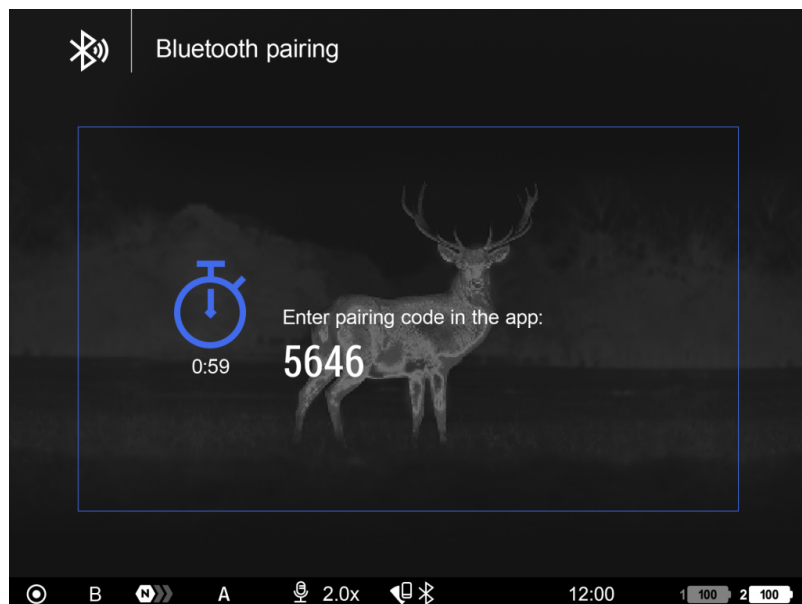 Bluetooth pairing
Enter pairing code in the app:
5646
0:59
B N A 2.0x 12:00 1 100 2 100